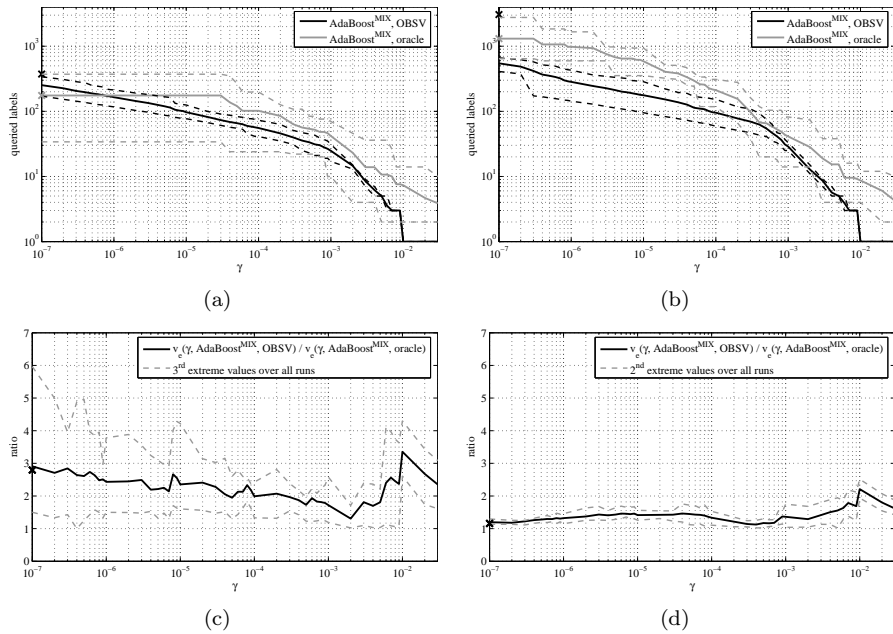 AdaBoost^MIX, OBSV
AdaBoost^MIX, oracle
queried labels
10^3
10^2
10^1
10^0
10^-7
10^-6
10^-5
10^-4
10^-3
10^-2
γ
(a)
AdaBoost^MIX, OBSV
AdaBoost^MIX, oracle
queried labels
10^3
10^2
10^1
10^0
10^-7
10^-6
10^-5
10^-4
10^-3
10^-2
γ
(b)
v_e(γ, AdaBoost^MIX, OBSV) / v_e(γ, AdaBoost^MIX, oracle)
3^rd extreme values over all runs
ratio
7
6
5
4
3
2
1
0
10^-7
10^-6
10^-5
10^-4
10^-3
10^-2
γ
(c)
v_e(γ, AdaBoost^MIX, OBSV) / v_e(γ, AdaBoost^MIX, oracle)
2^nd extreme values over all runs
ratio
7
6
5
4
3
2
1
0
10^-7
10^-6
10^-5
10^-4
10^-3
10^-2
γ
(d)